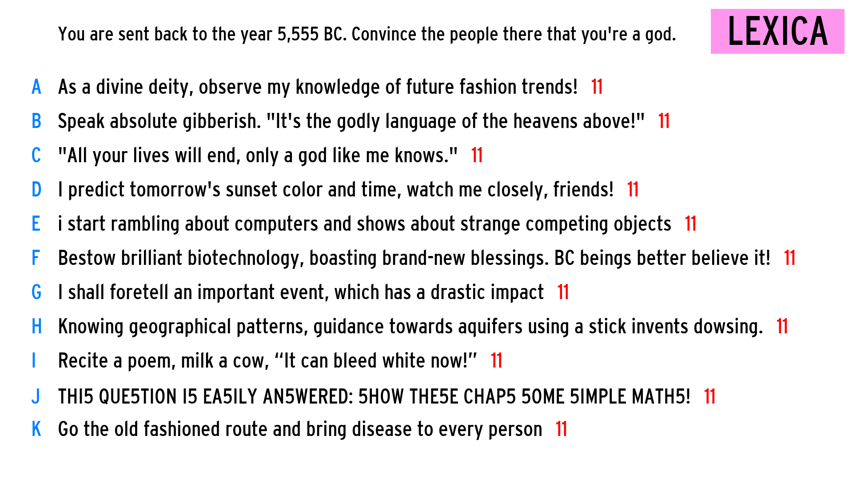 You are sent back to the year 5,555 BC. Convince the people there that you're a god.
LEXICA
A As a divine deity, observe my knowledge of future fashion trends! 11
B Speak absolute gibberish. "It's the godly language of the heavens above!" 11
C "All your lives will end, only a god like me knows." 11
D I predict tomorrow's sunset color and time, watch me closely, friends! 11
E i start rambling about computers and shows about strange competing objects 11
F Bestow brilliant biotechnology, boasting brand-new blessings. BC beings better believe it! 11
G I shall foretell an important event, which has a drastic impact 11
H Knowing geographical patterns, guidance towards aquifers using a stick invents dowsing. 11
I Recite a poem, milk a cow, “It can bleed white now!” 11
J THI5 QUE5TION I5 EA5ILY AN5WERED: 5HOW THE5E CHAP5 5OME 5IMPLE MATH5! 11
K Go the old fashioned route and bring disease to every person 11